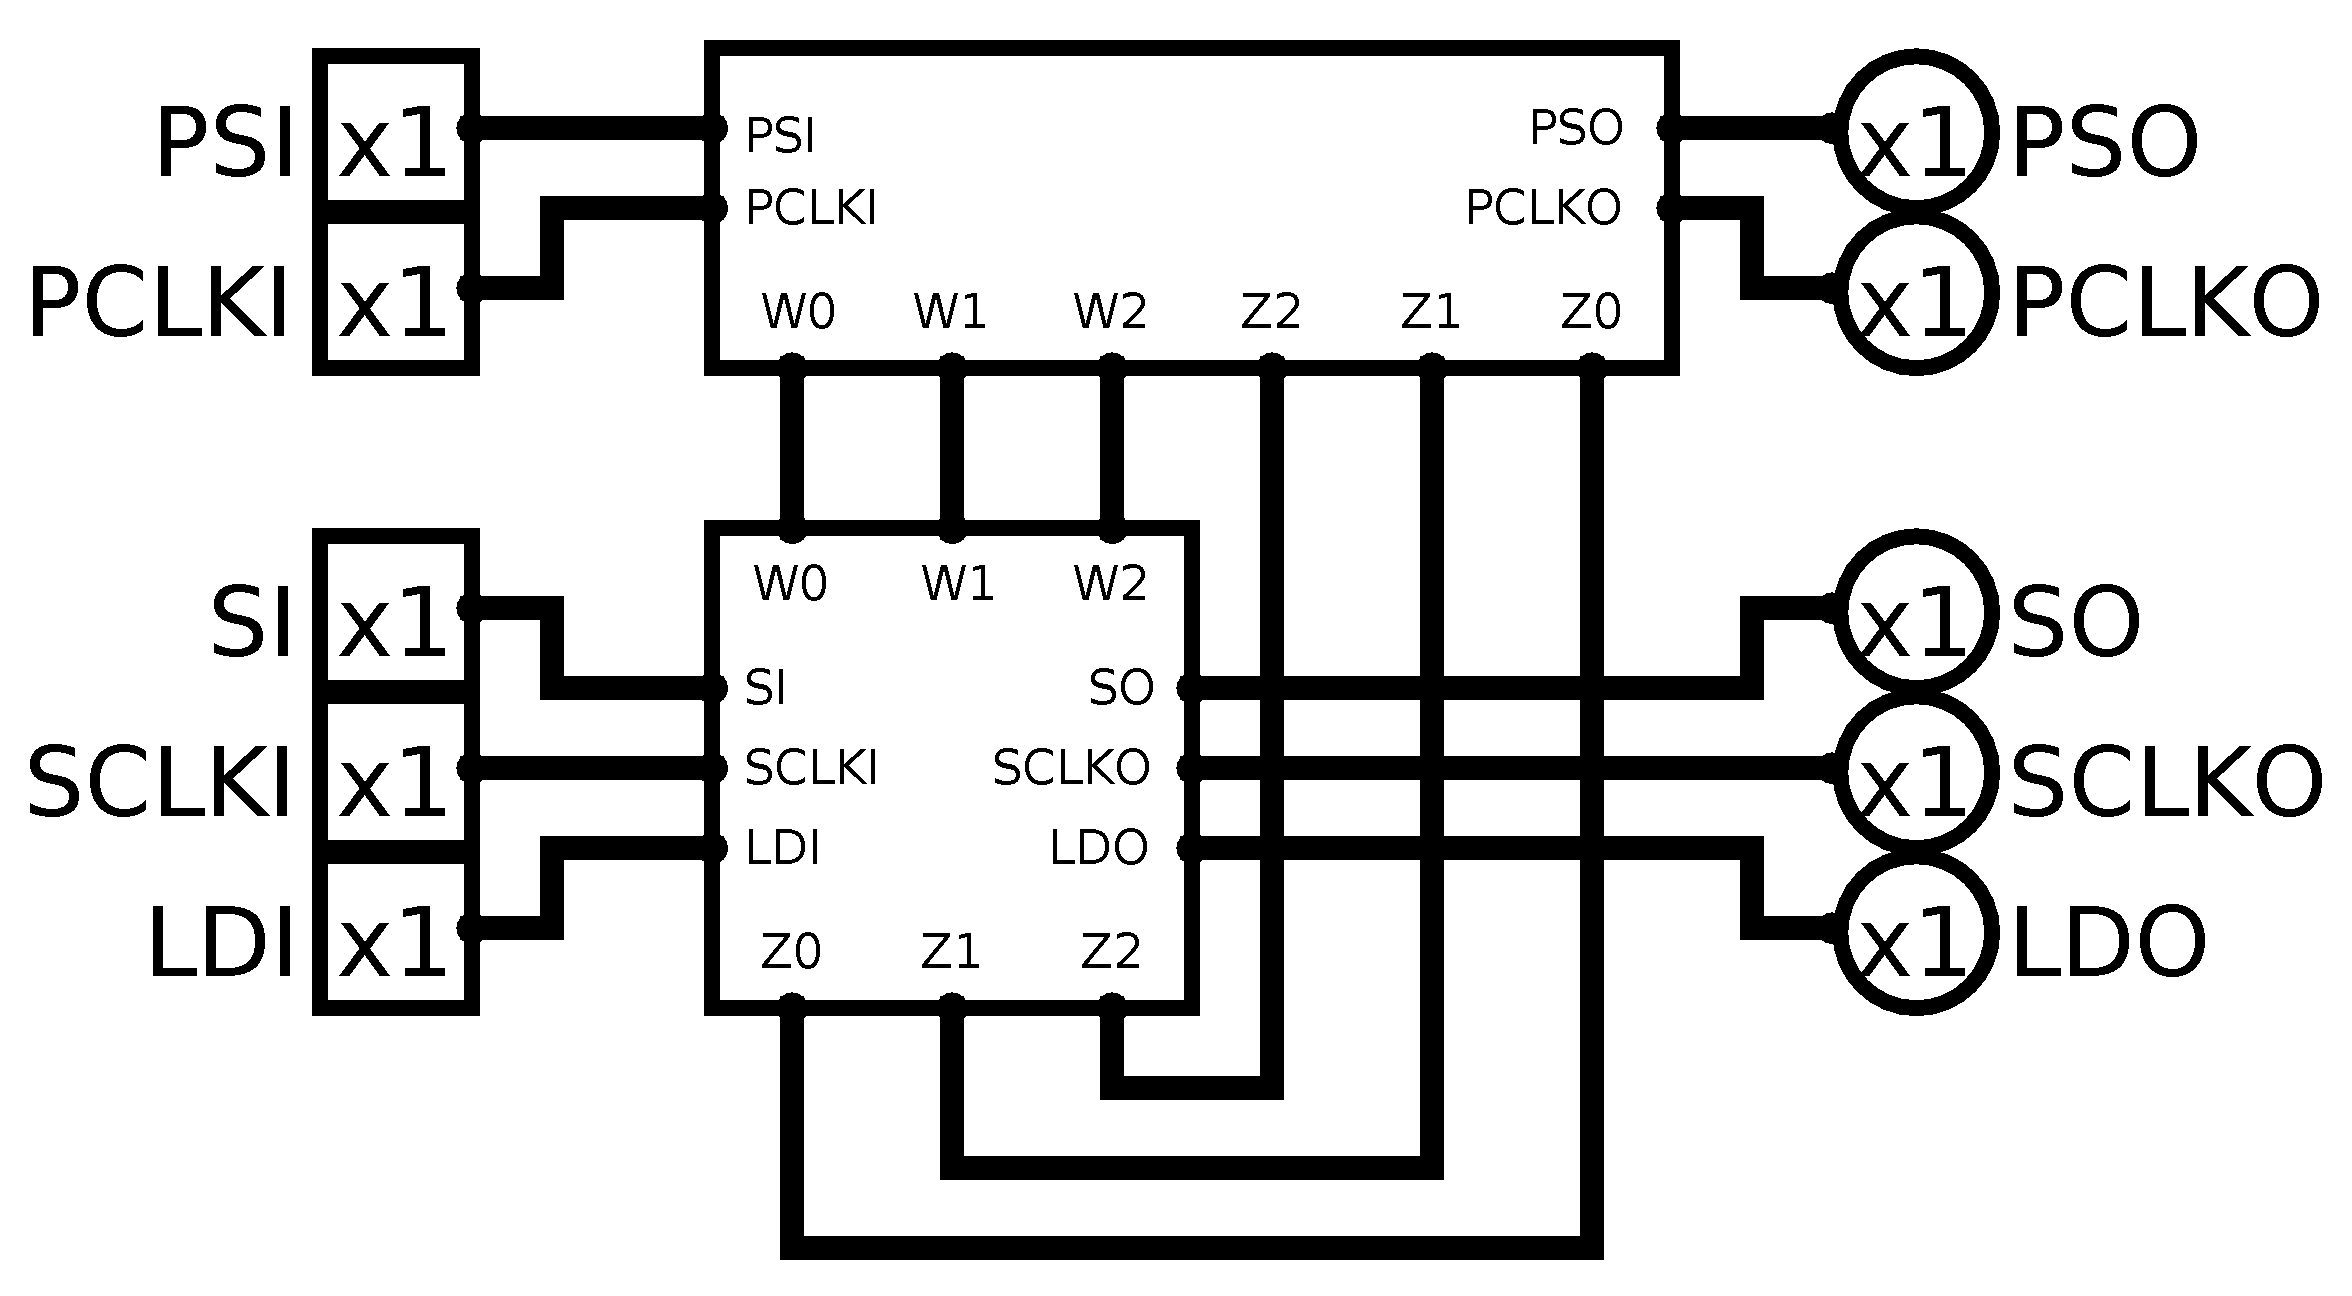 PSI x1 PSI PSO x1 PSO
PCLKI x1 PCLKI PCLKO x1 PCLKO
W0 W1 W2 Z2 Z1 Z0
W0 W1 W2
SI x1 SI SO x1 SO
SCLKI x1 SCLKI SCLKO x1 SCLKO
LDI x1 LDI LDO x1 LDO
Z0 Z1 Z2